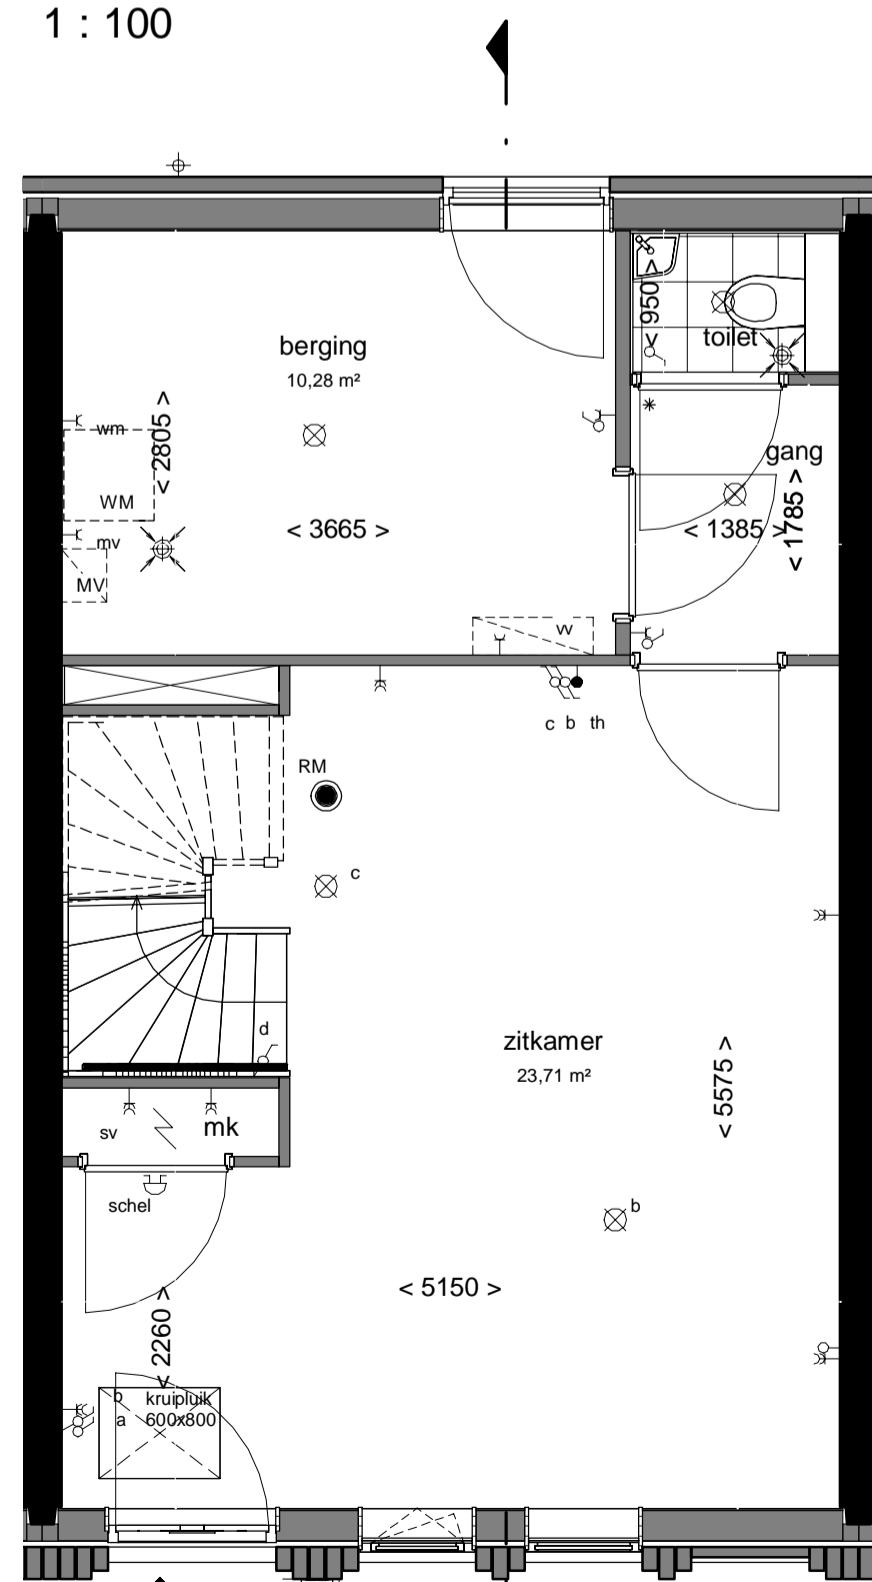 1 : 100
berging
10,28 m²
< 950 >
toilet
wm
< 2805 >
WM
mv
MV
< 3665 >
gang
< 1385 >
< 1785 >
vv
c b th
RM
c
d
zitkamer
23,71 m²
< 5575 >
sv
mk
schel
b
< 5150 >
< 2260 >
b kruipluik
a 600x800